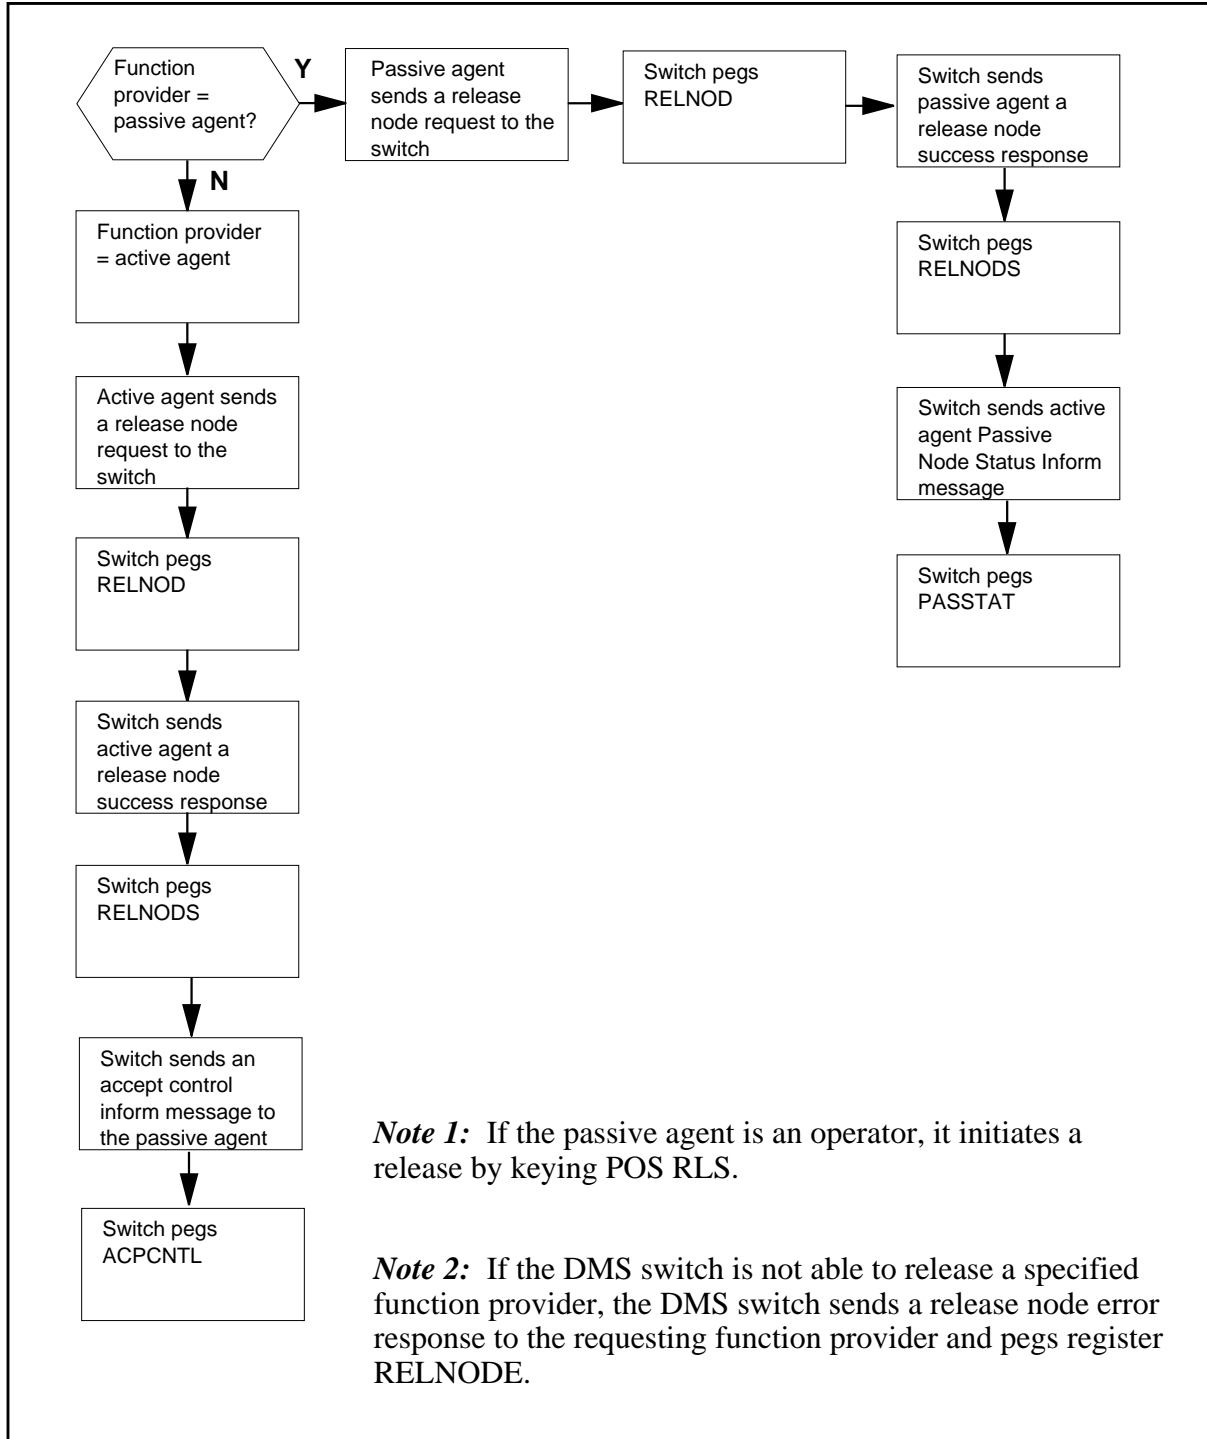 Function
provider =
passive agent?
Y
Passive agent
sends a release
node request to the
switch
Switch pegs
RELNOD
Switch sends
passive agent a
release node
success response
Switch pegs
RELNODS
Switch sends active
agent Passive
Node Status Inform
message
Switch pegs
PASSTAT
N
Function provider
= active agent
Active agent sends
a release node
request to the
switch
Switch pegs
RELNOD
Switch sends
active agent a
release node
success response
Switch pegs
RELNODS
Switch sends an
accept control
inform message to
the passive agent
Switch pegs
ACPCNTL
Note 1: If the passive agent is an operator, it initiates a
release by keying POS RLS.
Note 2: If the DMS switch is not able to release a specified
function provider, the DMS switch sends a release node error
response to the requesting function provider and pegs register
RELNODE.